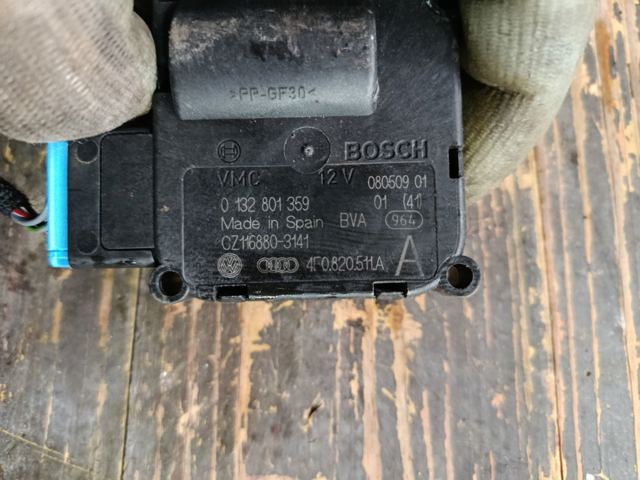 >PP-GF30<
BOSCH
VMC 12 V 080509 01
0 132 801 359 01 (41)
Made in Spain BVA 964
CZ116880-3141
4F0.820.511.A A